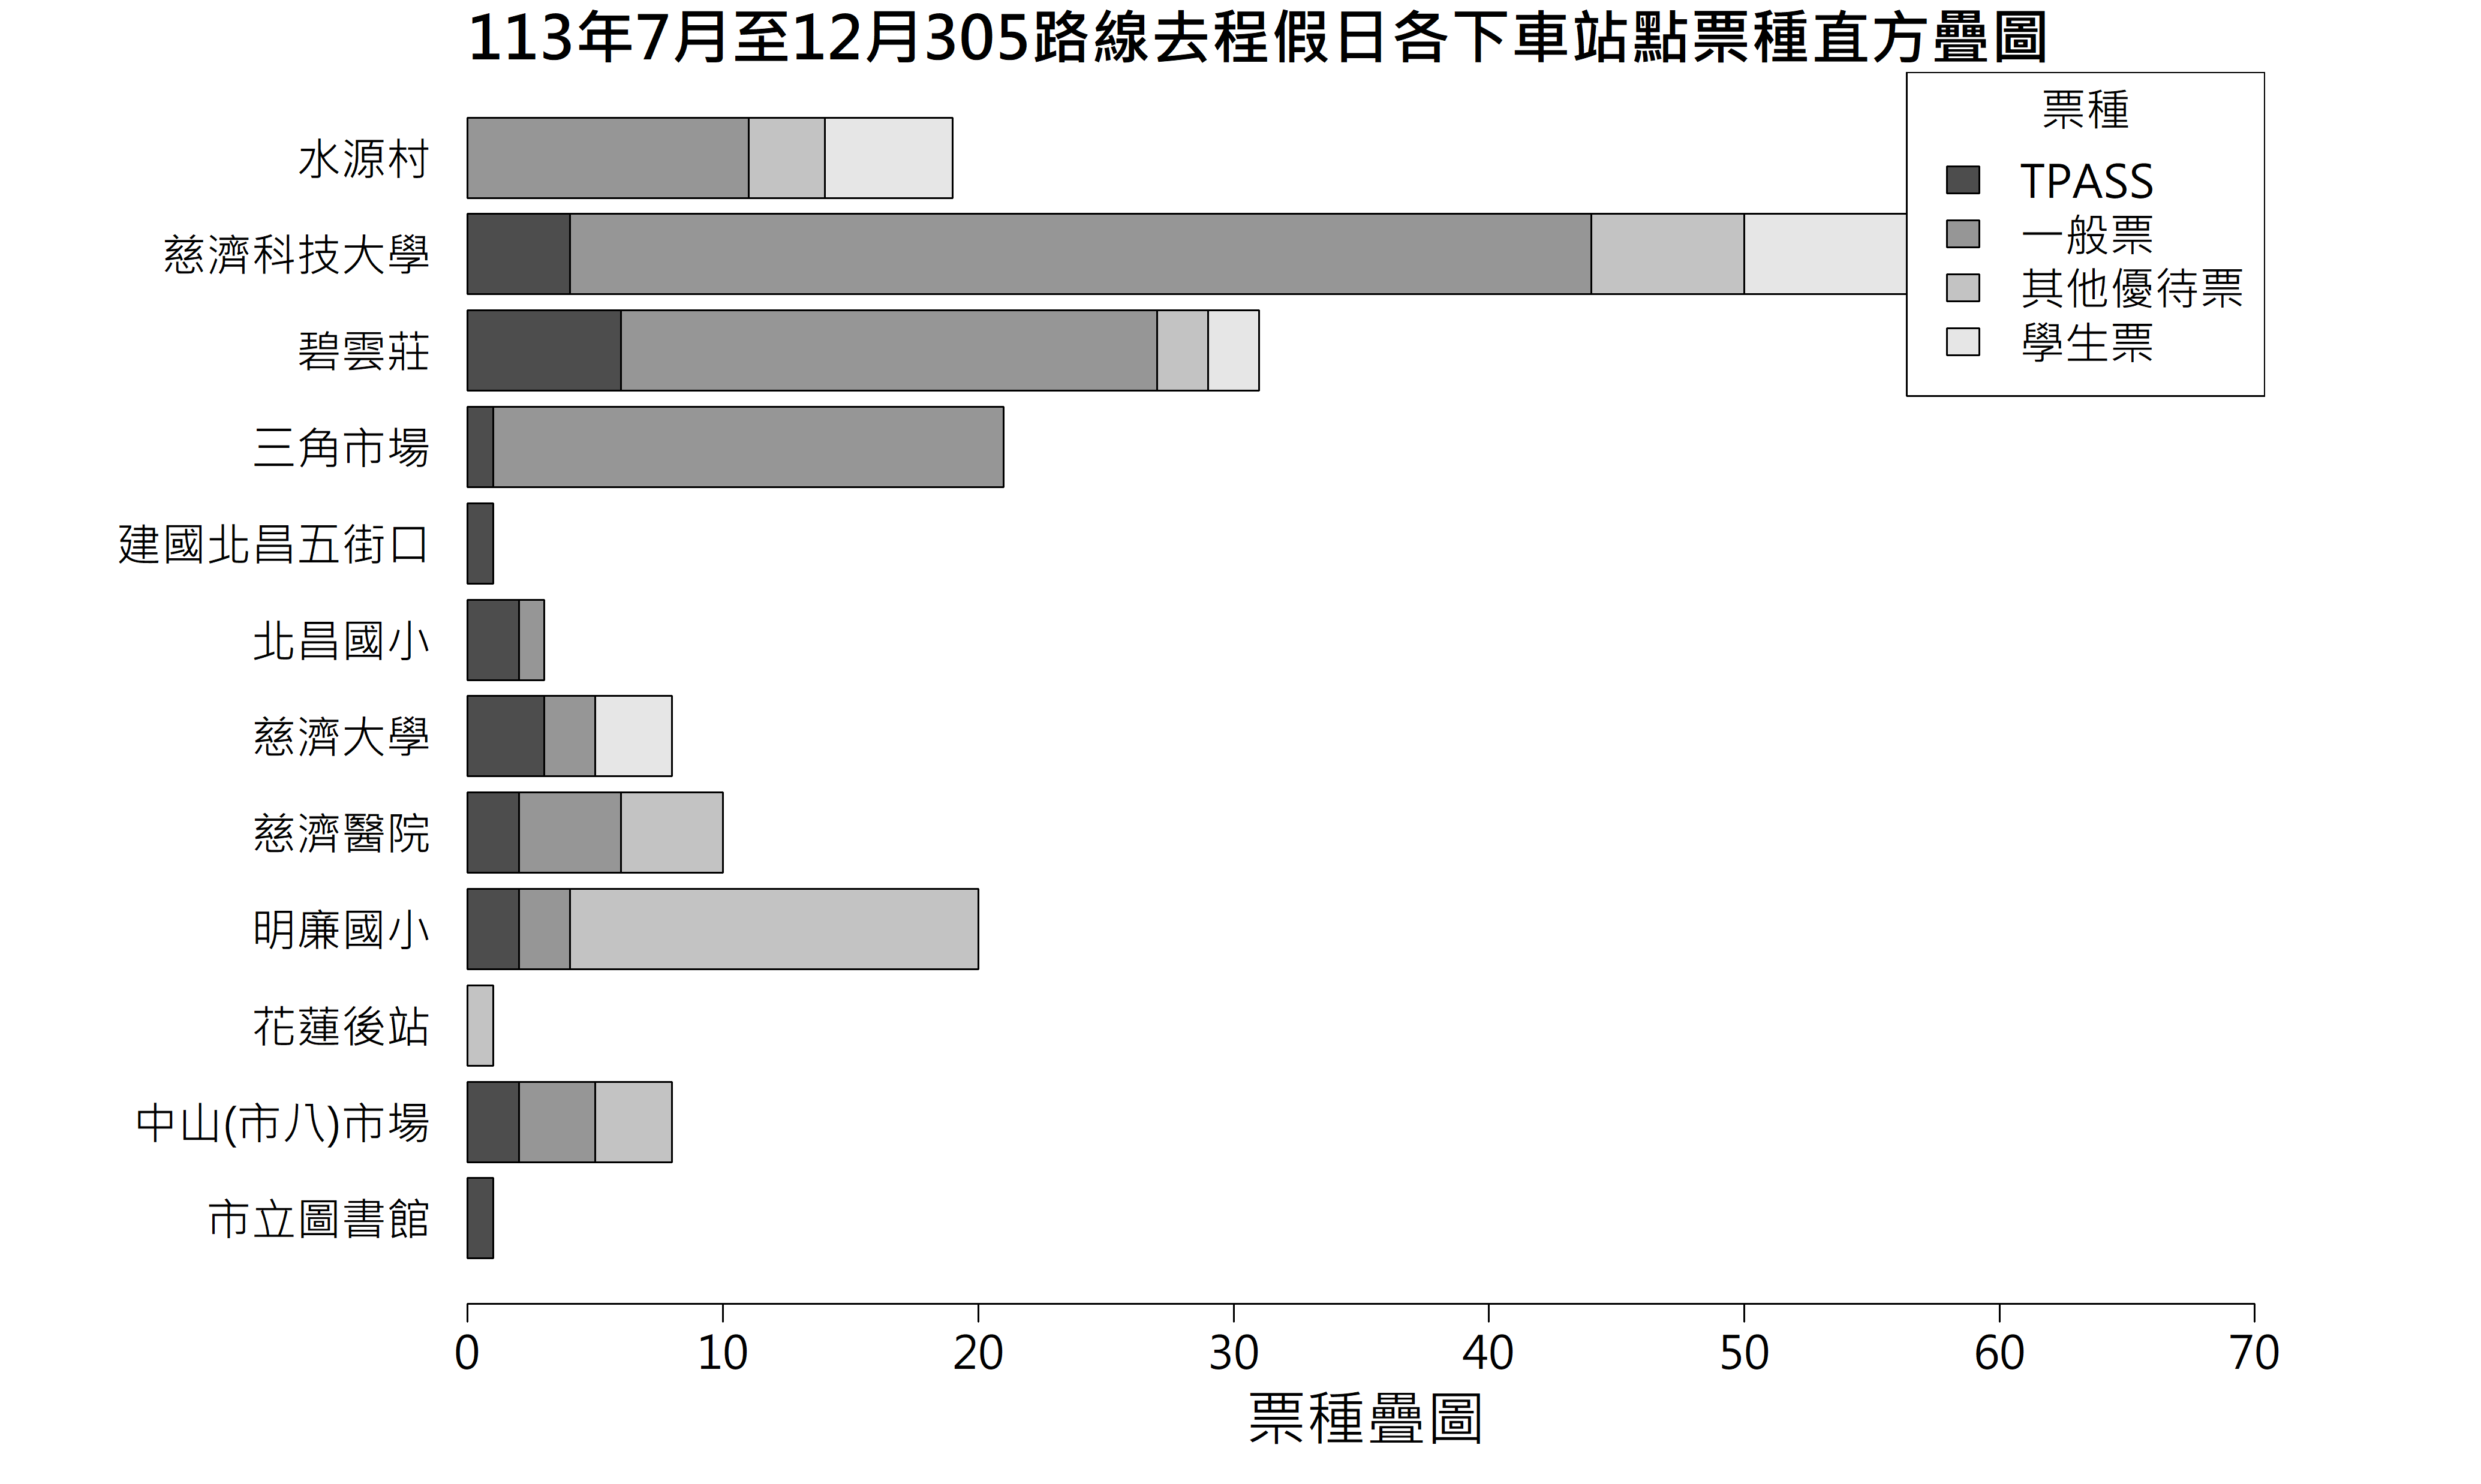 113年7月至12月305路線去程假日各下車站點票種直方疊圖
票種
TPASS
一般票
其他優待票
學生票
水源村
慈濟科技大學
碧雲莊
三角市場
建國北昌五街口
北昌國小
慈濟大學
慈濟醫院
明廉國小
花蓮後站
中山(市八)市場
市立圖書館
0 10 20 30 40 50 60 70
票種疊圖